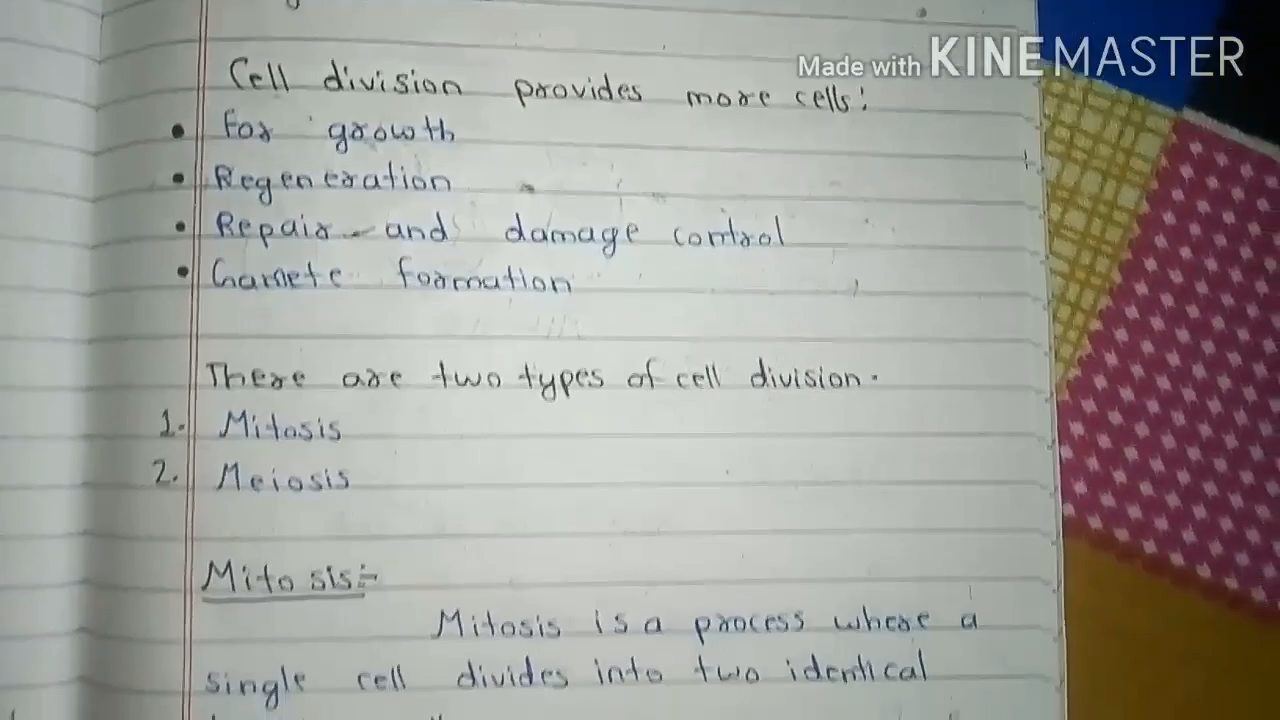 Made with KINEMASTER
Cell division provides more cells:
• For growth
• Regeneration
• Repair and damage control
• Gamete formation
There are two types of cell division.
1. Mitosis
2. Meiosis
Mitosis:-
Mitosis is a process where a
single cell divides into two identical